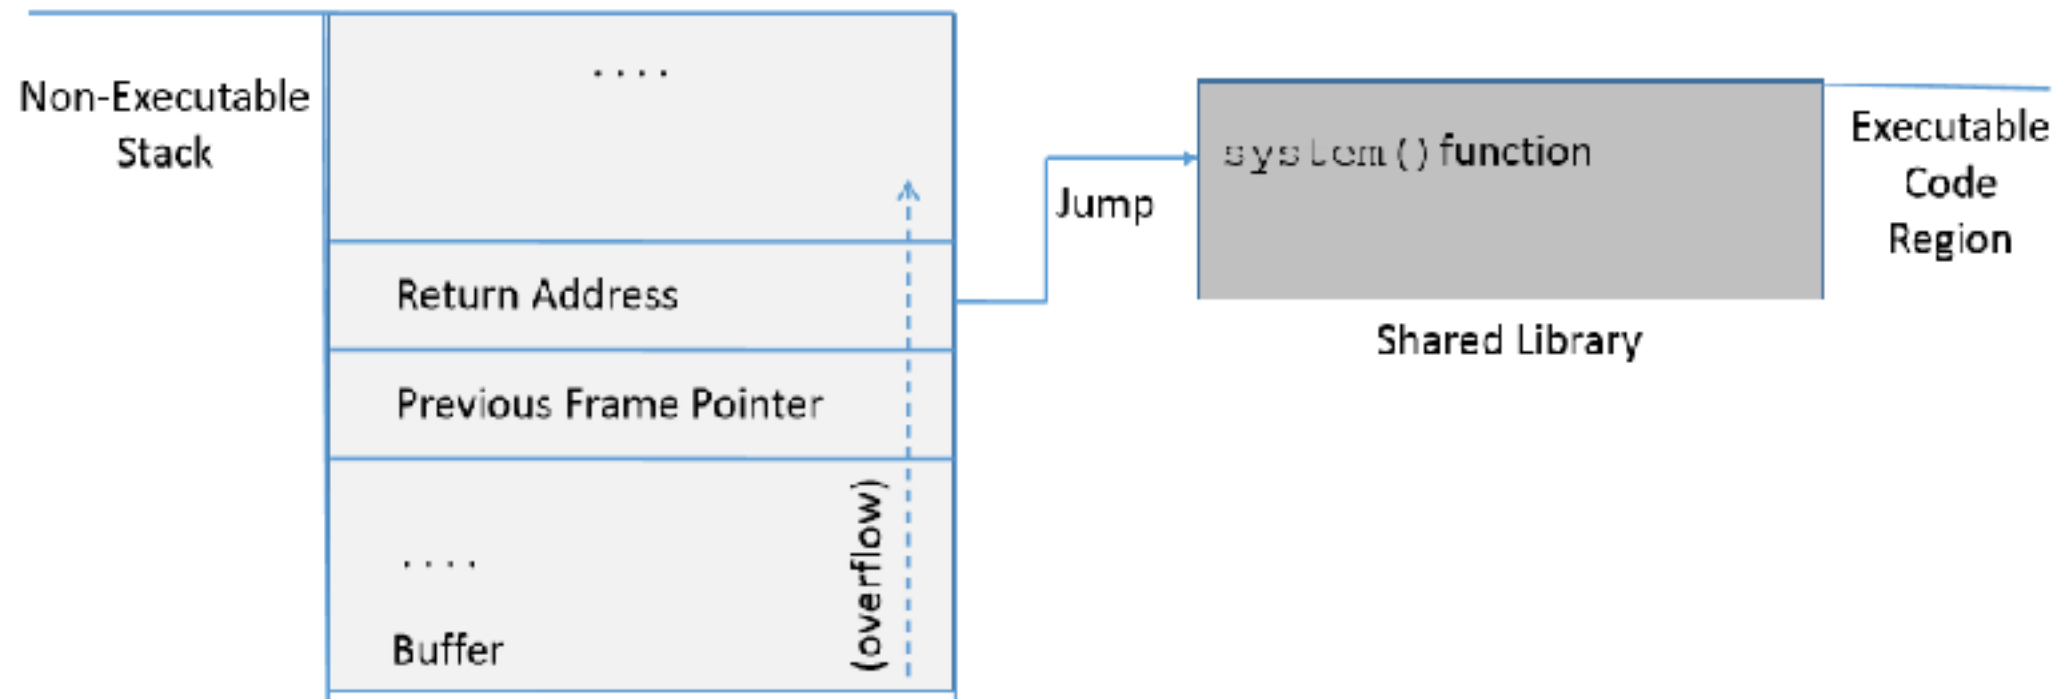 Non-Executable
Stack
....
system() function
Jump
Executable
Code
Region
Return Address
Shared Library
Previous Frame Pointer
(overflow)
....
Buffer